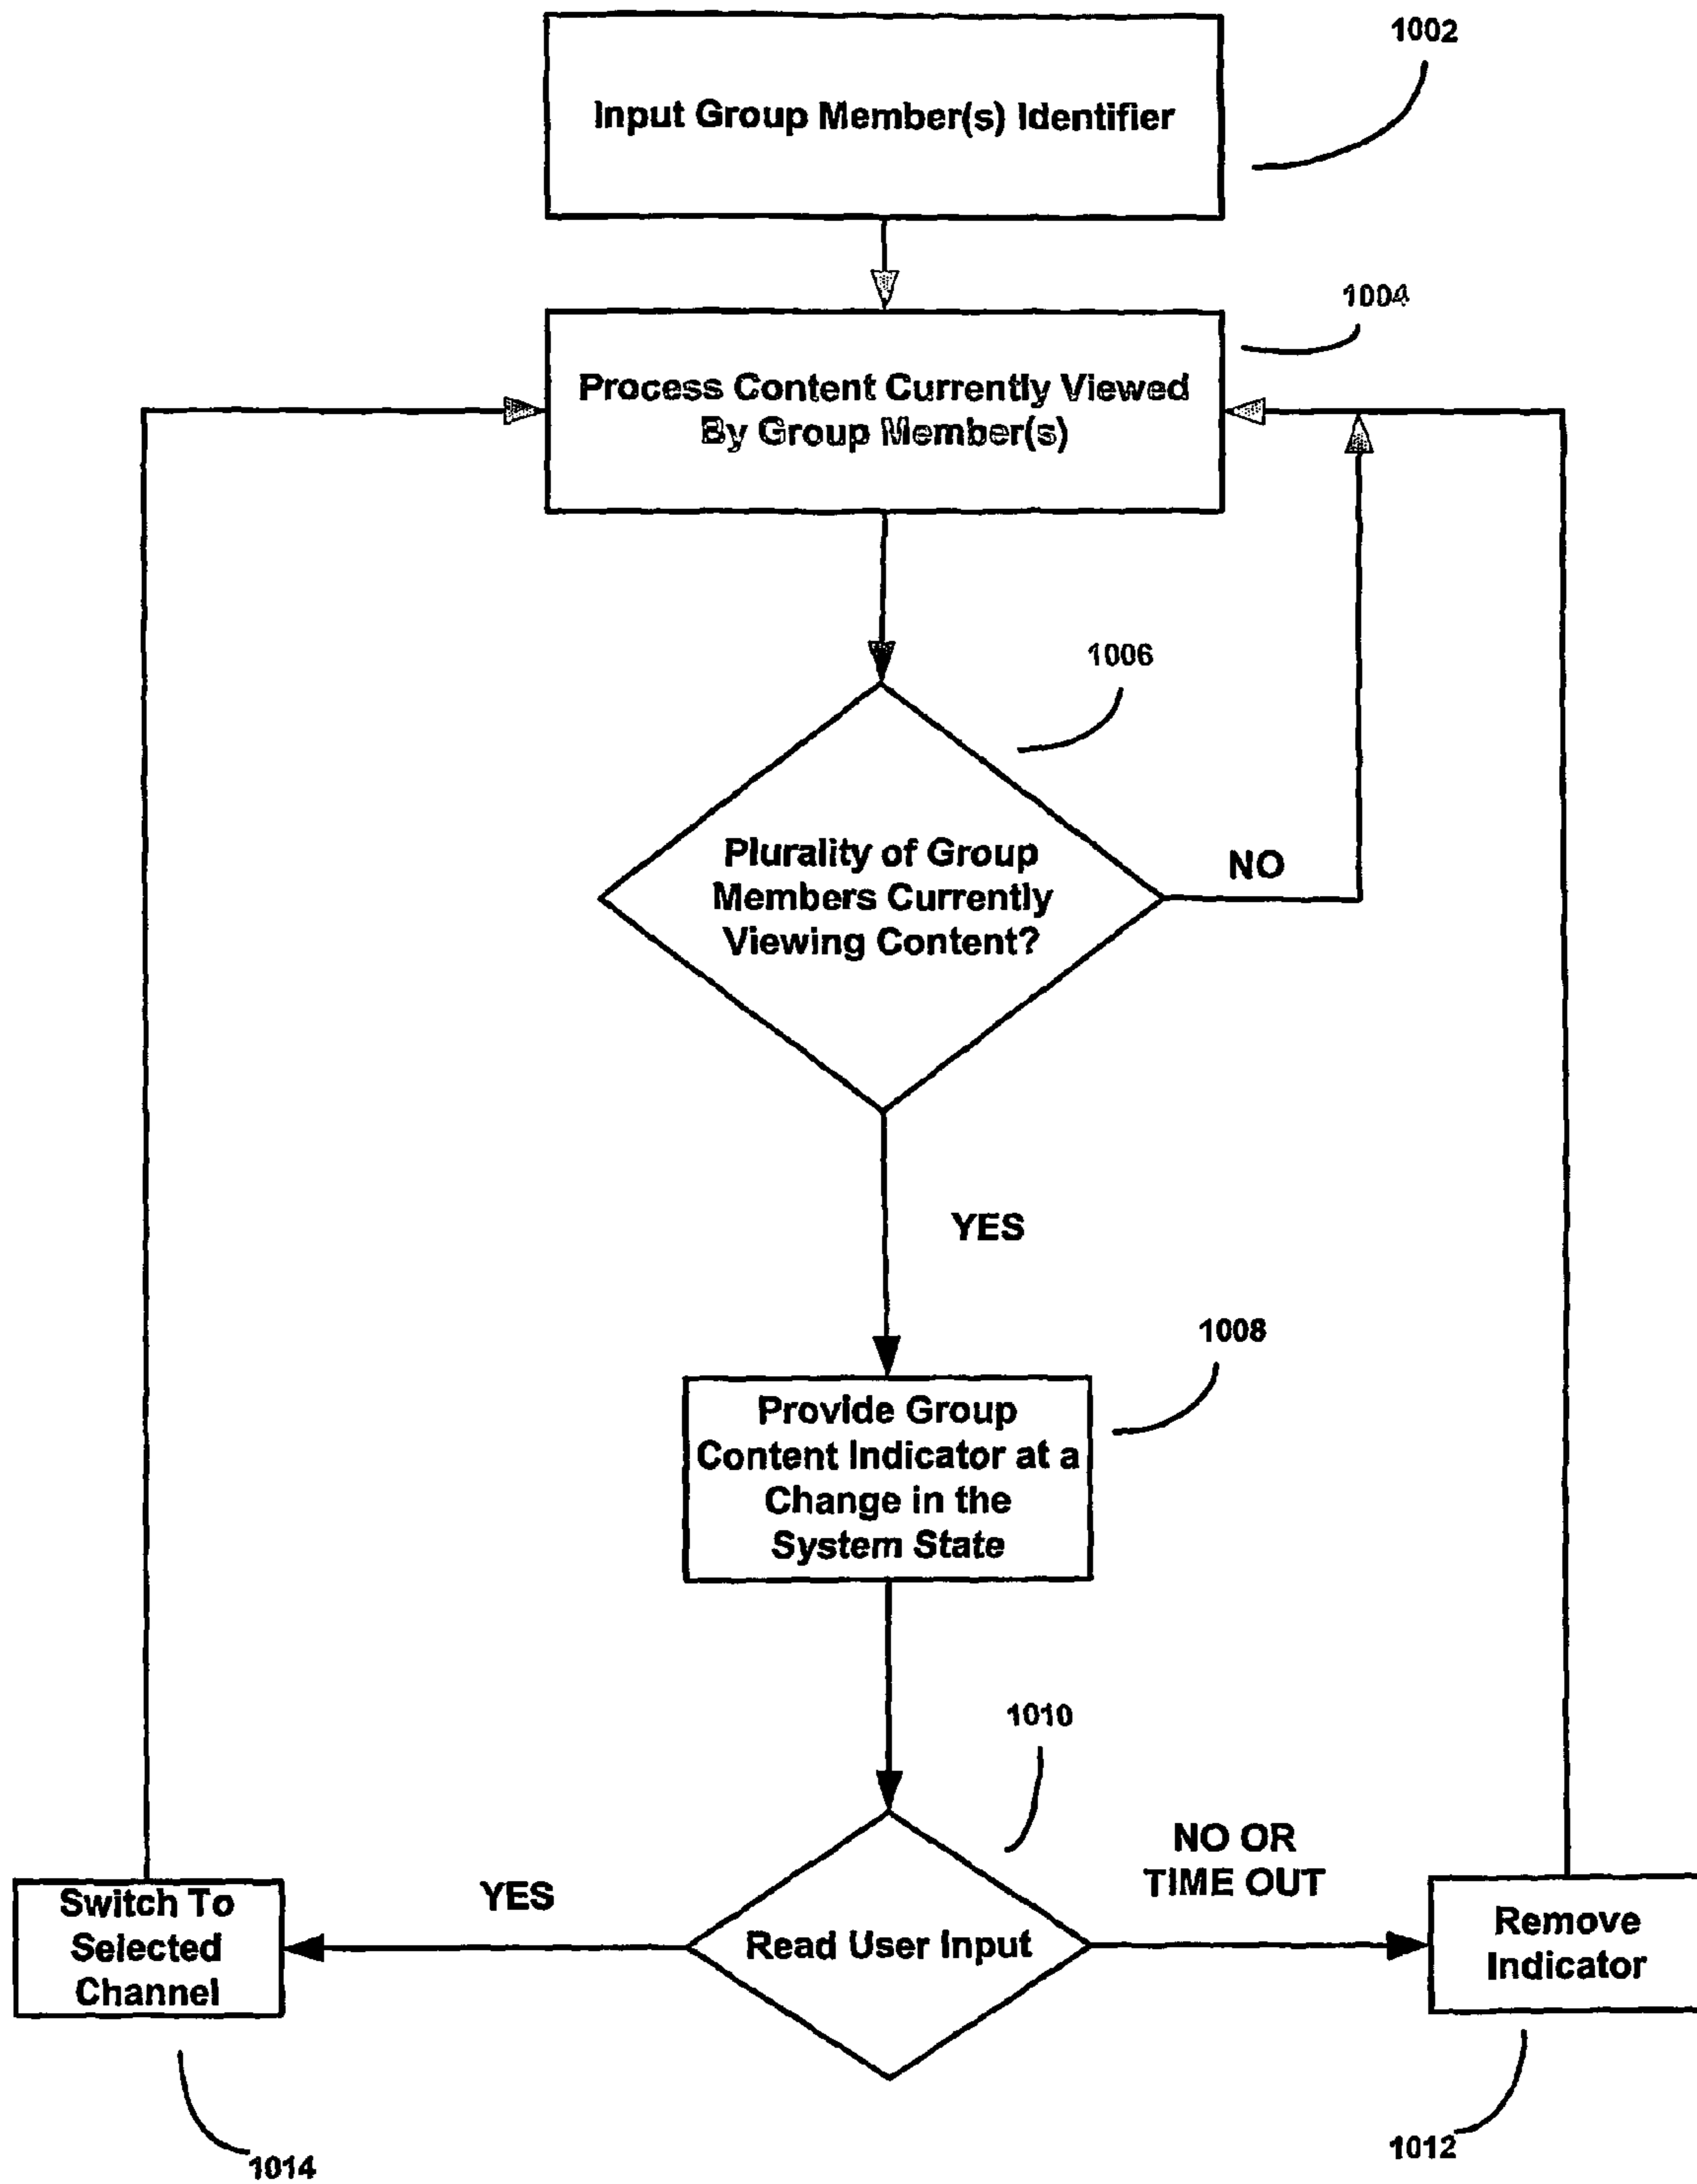 1002
Input Group Member(s) Identifier
1004
Process Content Currently Viewed
By Group Member(s)
1006
Plurality of Group
Members Currently
Viewing Content?
NO
YES
1008
Provide Group
Content Indicator at a
Change in the
System State
1010
NO OR
TIME OUT
YES
Switch To
Selected
Channel
Read User Input
Remove
Indicator
1012
1014